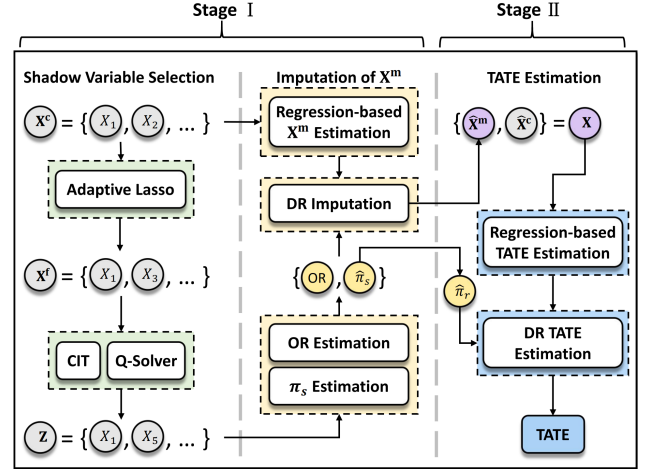 Stage I
Stage II
Shadow Variable Selection
Imputation of Xᵐ
TATE Estimation
Xᶜ = { X₁ , X₂ , ... }
Regression-based
Xᵐ Estimation
{ X̂ᵐ , X̂ᶜ } = X
Adaptive Lasso
DR Imputation
Regression-based
TATE Estimation
Xᶠ = { X₁ , X₃ , ... }
{ OR , π̂ₛ }
π̂ᵣ
CIT
Q-Solver
OR Estimation
πₛ Estimation
DR TATE
Estimation
Z = { X₁ , X₅ , ... }
TATE